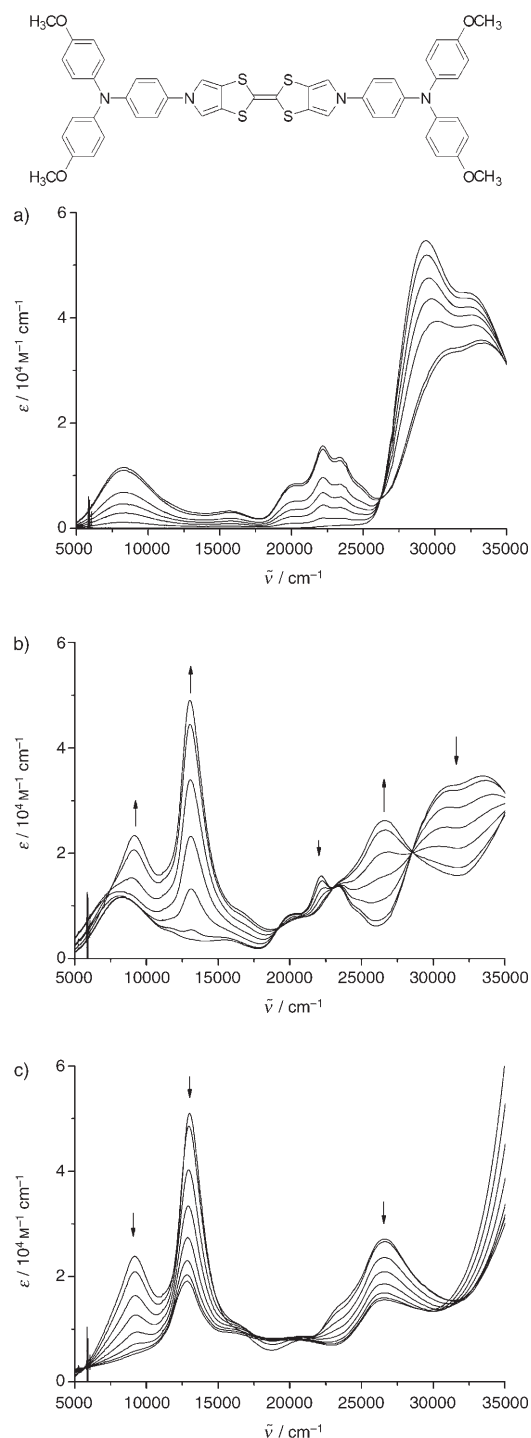 H₃CO OCH₃
S S
N N N N
S S
H₃CO OCH₃
a)
6
4
2
0
ε / 10⁴ M⁻¹ cm⁻¹
5000 10000 15000 20000 25000 30000 35000
ν̃ / cm⁻¹
b)
6
4
2
0
ε / 10⁴ M⁻¹ cm⁻¹
5000 10000 15000 20000 25000 30000 35000
ν̃ / cm⁻¹
c)
6
4
2
0
ε / 10⁴ M⁻¹ cm⁻¹
5000 10000 15000 20000 25000 30000 35000
ν̃ / cm⁻¹